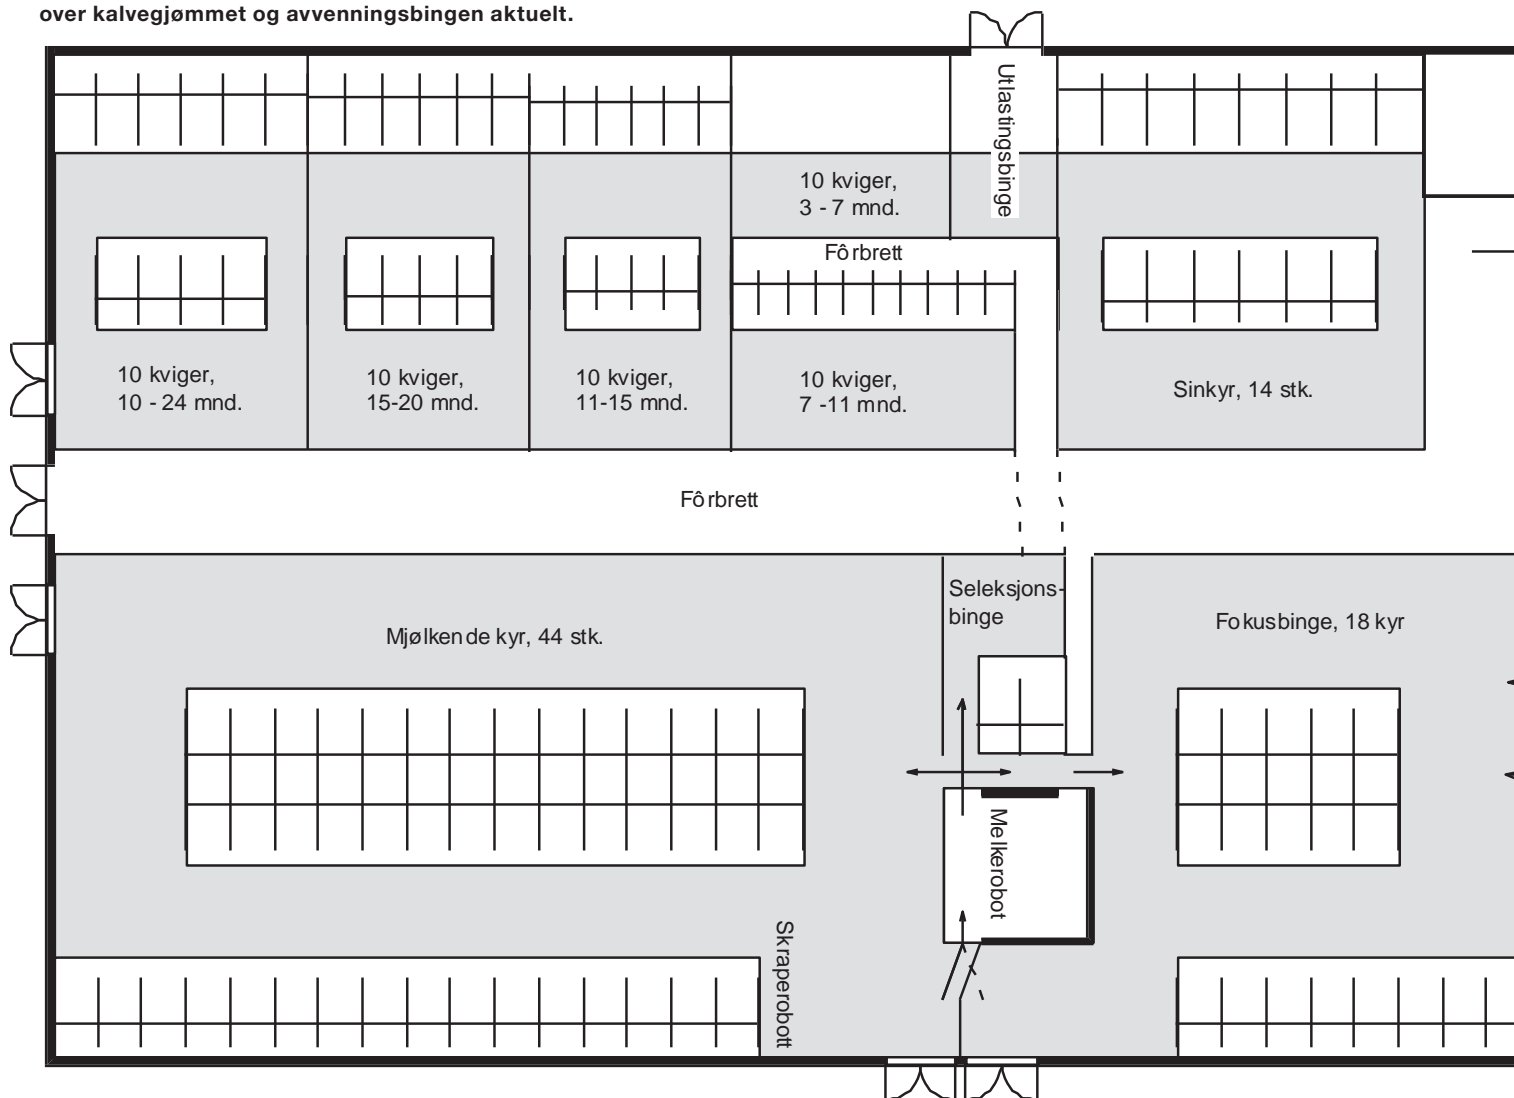 over kalvegjømmet og avvenningsbingen aktuelt.
Utlastingsbinge
10 kviger,
3 - 7 mnd.
Fôrbrett
10 kviger,
10 - 24 mnd.
10 kviger,
15-20 mnd.
10 kviger,
11-15 mnd.
10 kviger,
7 -11 mnd.
Sinkyr, 14 stk.
Fôrbrett
Seleksjons-
binge
Mjølkende kyr, 44 stk.
Fokusbinge, 18 kyr
Melkerobot
Skraperobott